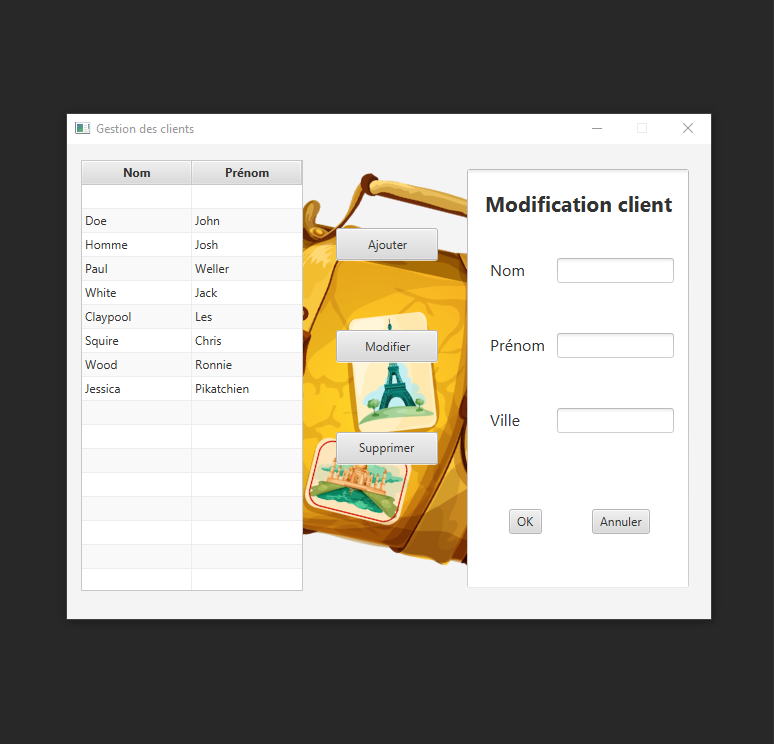 Gestion des clients
Nom Prénom
Doe John
Homme Josh
Paul Weller
White Jack
Claypool Les
Squire Chris
Wood Ronnie
Jessica Pikatchien
Ajouter
Modifier
Supprimer
Modification client
Nom
Prénom
Ville
OK Annuler